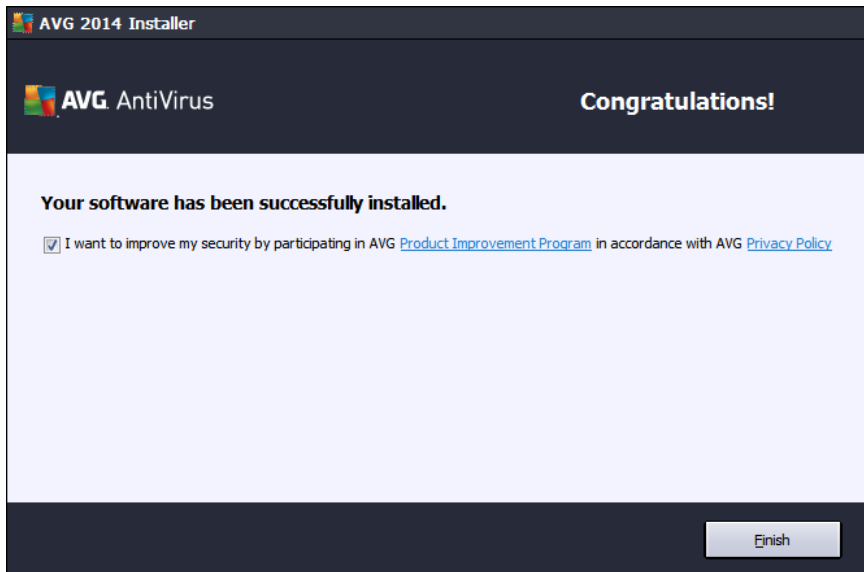 AVG 2014 Installer
AVG. AntiVirus
Congratulations!
Your software has been successfully installed.
I want to improve my security by participating in AVG Product Improvement Program in accordance with AVG Privacy Policy
Finish